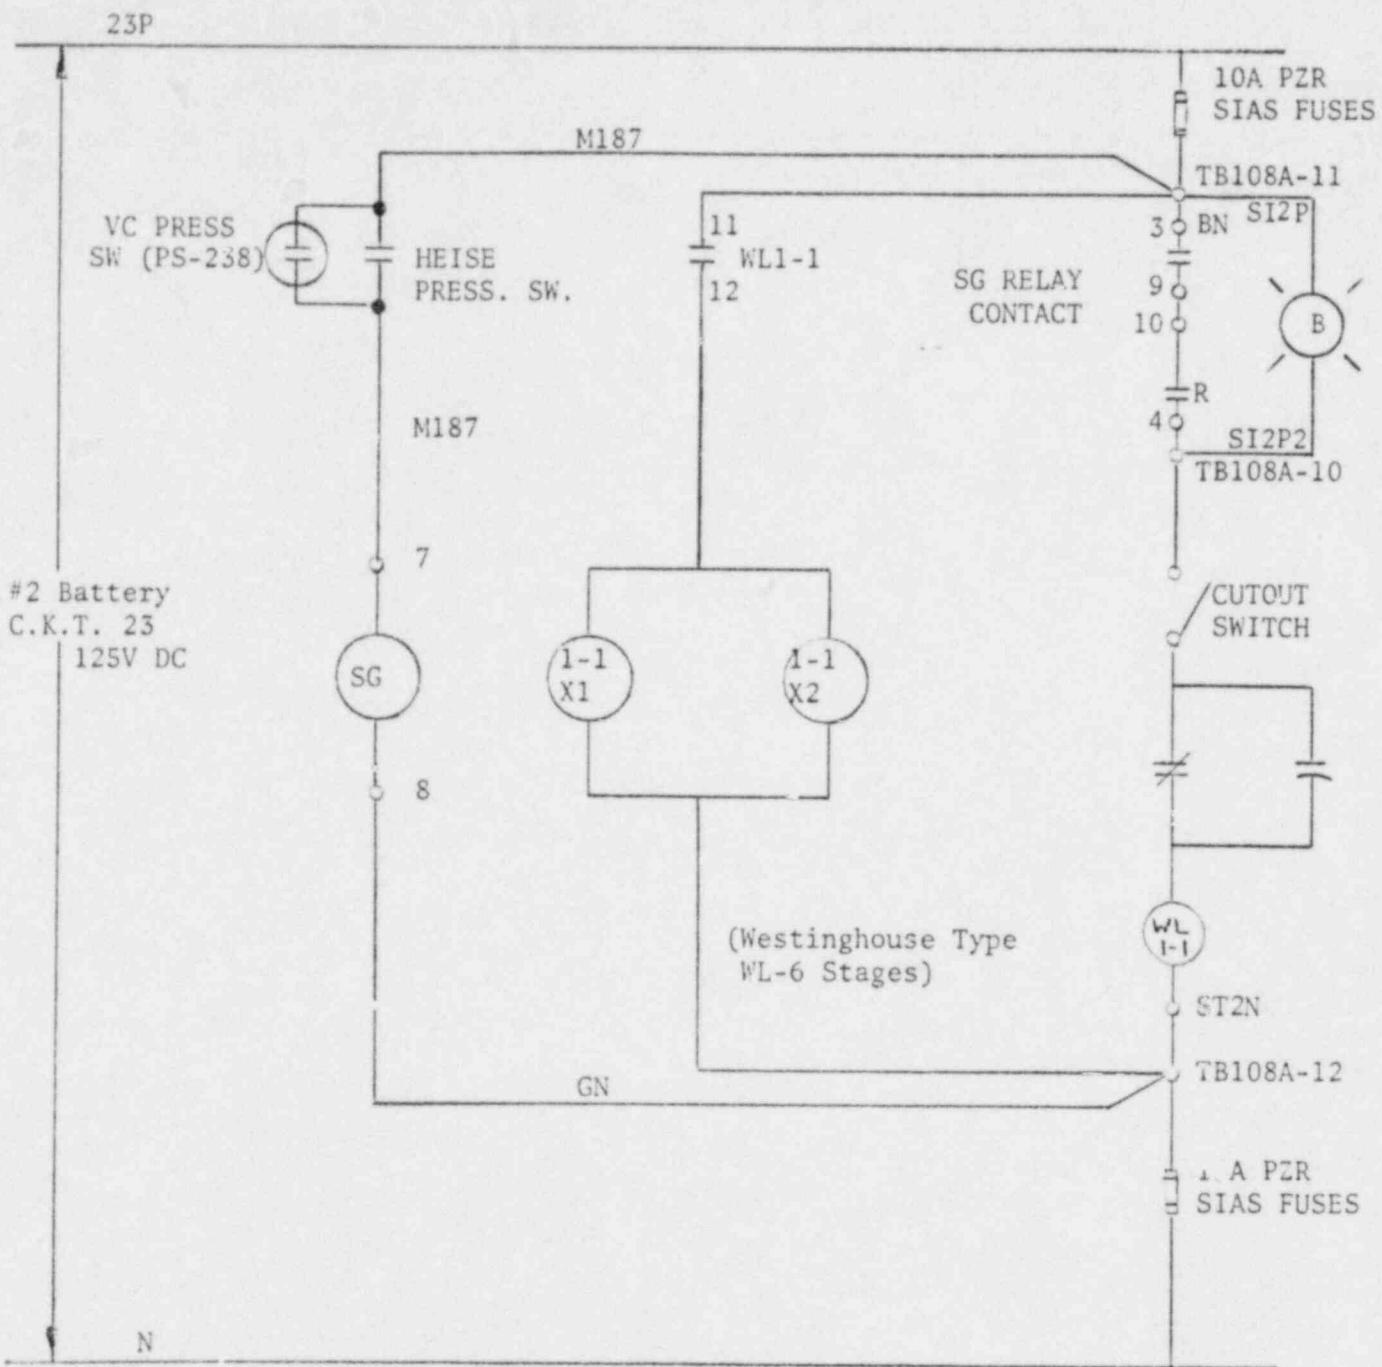 23P
10A PZR
SIAS FUSES
M187
TB108A-11
SI2P
VC PRESS
SW (PS-238)
HEISE
PRESS. SW.
11
WL1-1
12
3
BN
SG RELAY
CONTACT
9
10
B
R
4
SI2P2
TB108A-10
M187
7
#2 Battery
C.K.T. 23
125V DC
CUTOUT
SWITCH
SG
1-1
X1
1-1
X2
8
WL
1-1
(Westinghouse Type
WL-6 Stages)
ST2N
TB108A-12
GN
A PZR
SIAS FUSES
N